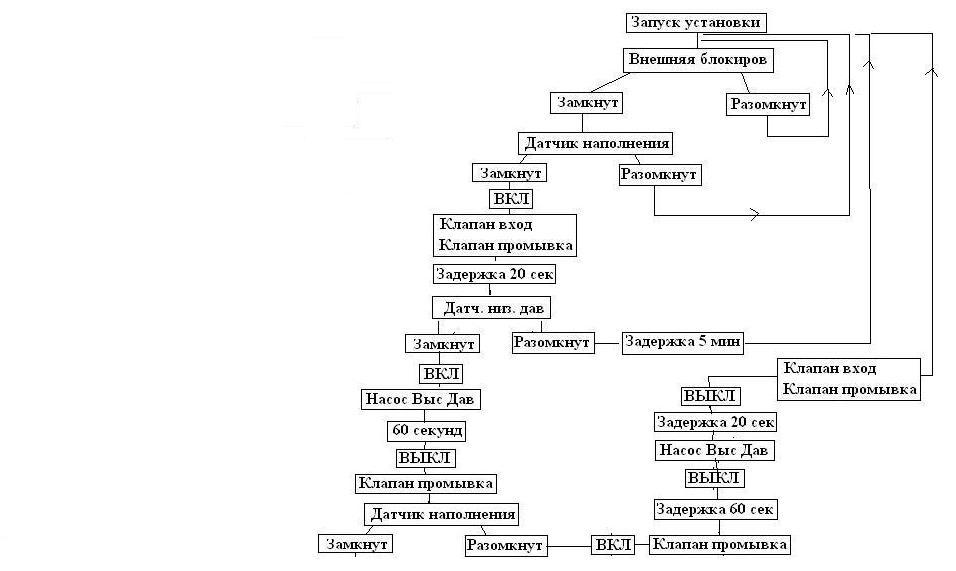 Запуск установки
Внешняя блокиров
Замкнут
Разомкнут
Датчик наполнения
Замкнут
Разомкнут
ВКЛ
Клапан вход
Клапан промывка
Задержка 20 сек
Датч. низ. дав
Замкнут
Разомкнут
Задержка 5 мин
ВКЛ
Насос Выс Дав
60 секунд
ВЫКЛ
Клапан промывка
Датчик наполнения
Замкнут
Разомкнут
ВКЛ
Клапан промывка
Задержка 60 сек
ВЫКЛ
Насос Выс Дав
Задержка 20 сек
ВЫКЛ
Клапан вход
Клапан промывка